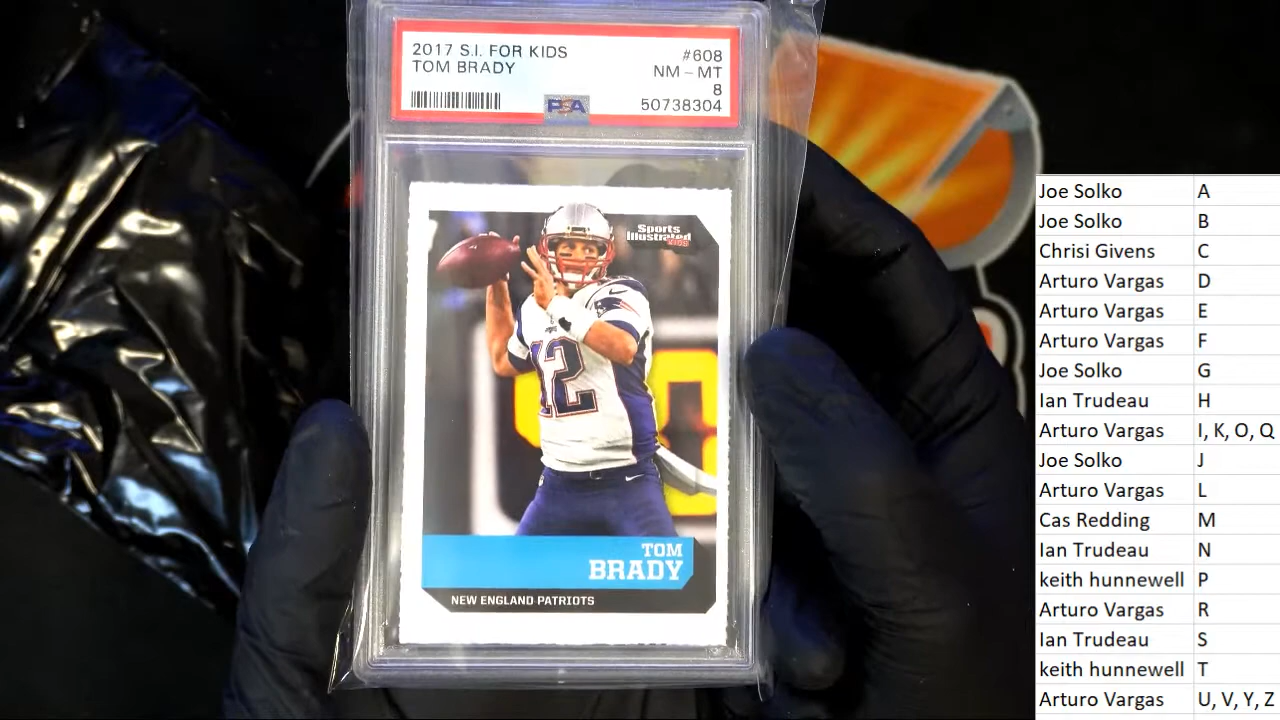 2017 S.I. FOR KIDS
#608
TOM BRADY
NM - MT
8
PSA
50738304
Sports
Illustrated
KIDS
12
TOM
BRADY
NEW ENGLAND PATRIOTS
Joe Solko A
Joe Solko B
Chrisi Givens C
Arturo Vargas D
Arturo Vargas E
Arturo Vargas F
Joe Solko G
Ian Trudeau H
Arturo Vargas I, K, O, Q
Joe Solko J
Arturo Vargas L
Cas Redding M
Ian Trudeau N
keith hunnewell P
Arturo Vargas R
Ian Trudeau S
keith hunnewell T
Arturo Vargas U, V, Y, Z